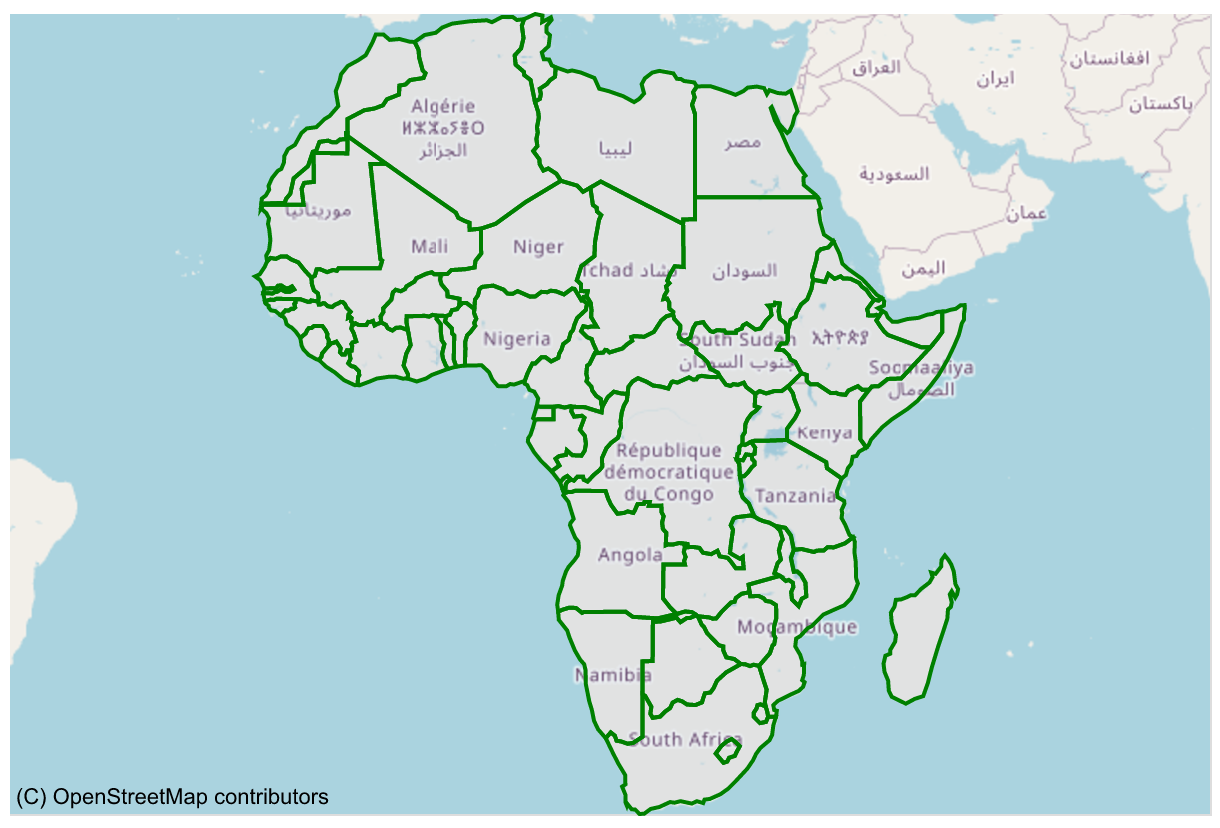 افغانستان
العراق
ایران
پاکستان
Algérie
ⵍⵣⵣⴰⵢⴻⵔ
الجزائر
ليبيا
مصر
السعودية
موريتانيا
عمان
Mali
Niger
Tchad تشاد
السودان
اليمن
Nigeria
South Sudan
جنوب السودان
ኢትዮጵያ
Soomaaliya
الصومال
Kenya
République
démocratique
du Congo
Tanzania
Angola
Moçambique
Namibia
South Africa
(C) OpenStreetMap contributors